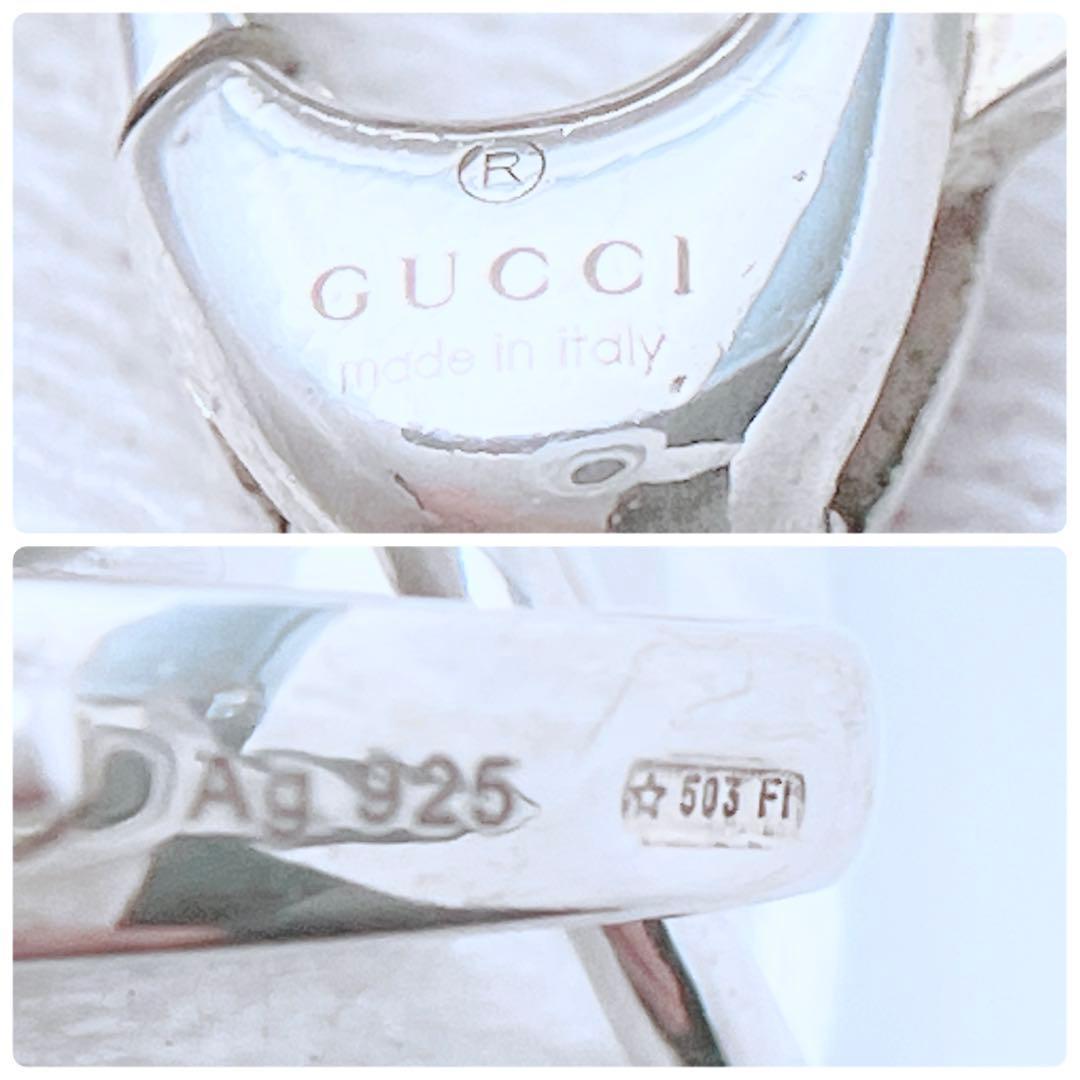 ®
GUCCI
made in italy
Ag 925
☆ 503 FI